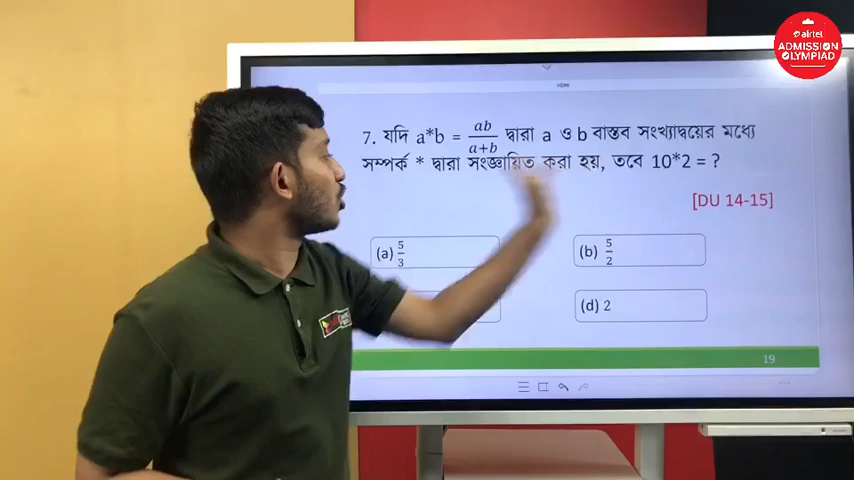 airtel
ADMISSION
OLYMPIAD
HDMI
7. যদি a*b = ab/a+b দ্বারা a ও b বাস্তব সংখ্যাদ্বয়ের মধ্যে
সম্পর্ক * দ্বারা সংজ্ঞায়িত করা হয়, তবে 10*2 = ?
[DU 14-15]
(a) 5/3
(b) 5/2
(d) 2
19